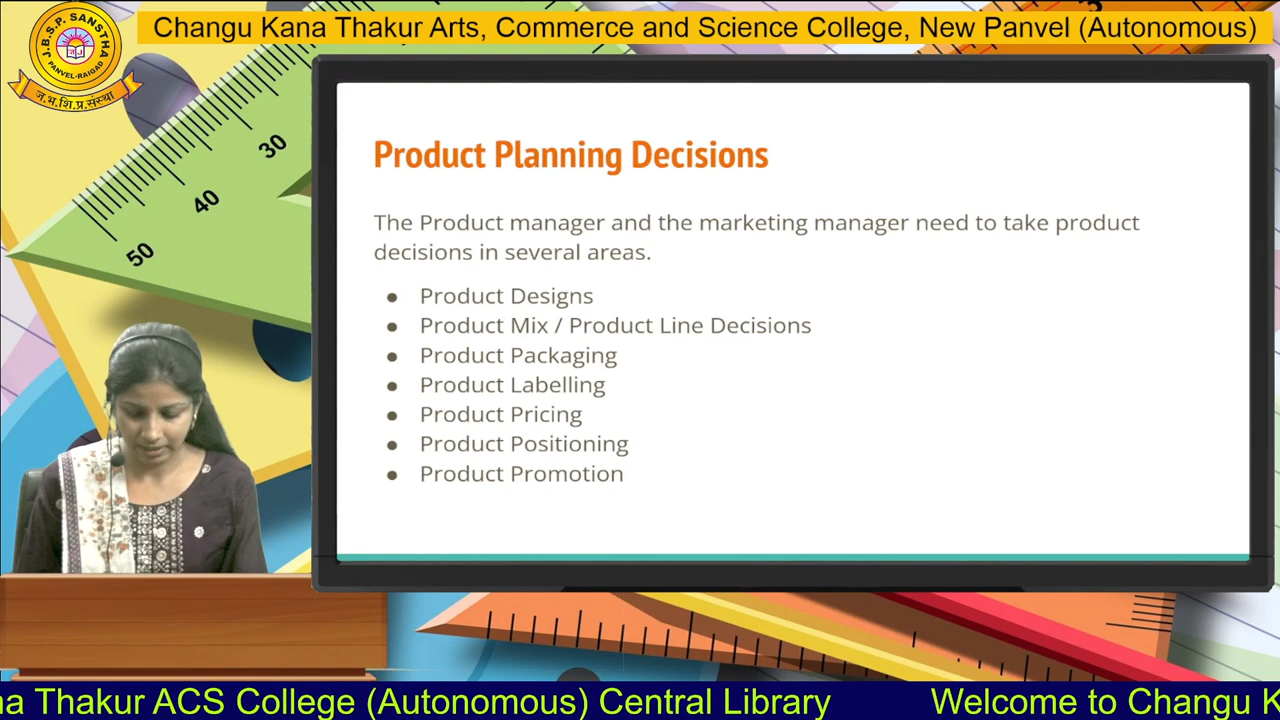 Changu Kana Thakur Arts, Commerce and Science College, New Panvel (Autonomous)
J.B.S.P. SANSTHA
PANVEL-RAIGAD
ज.भ.शि.प्र.संस्था
30
40
50
Product Planning Decisions
The Product manager and the marketing manager need to take product
decisions in several areas.
● Product Designs
● Product Mix / Product Line Decisions
● Product Packaging
● Product Labelling
● Product Pricing
● Product Positioning
● Product Promotion
na Thakur ACS College (Autonomous) Central Library Welcome to Changu K